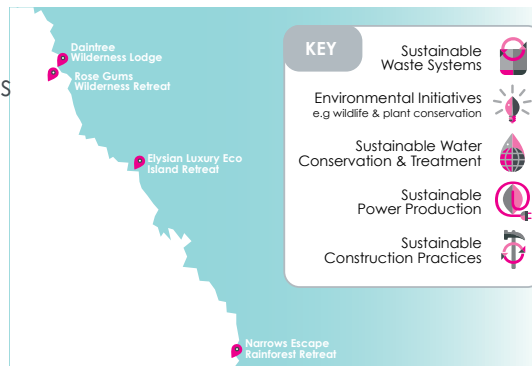 S
Daintree
Wilderness Lodge
Rose Gums
Wilderness Retreat
Elysian Luxury Eco
Island Retreat
Narrows Escape
Rainforest Retreat
KEY
Sustainable
Waste Systems
Environmental Initiatives
e.g wildlife & plant conservation
Sustainable Water
Conservation & Treatment
Sustainable
Power Production
Sustainable
Construction Practices